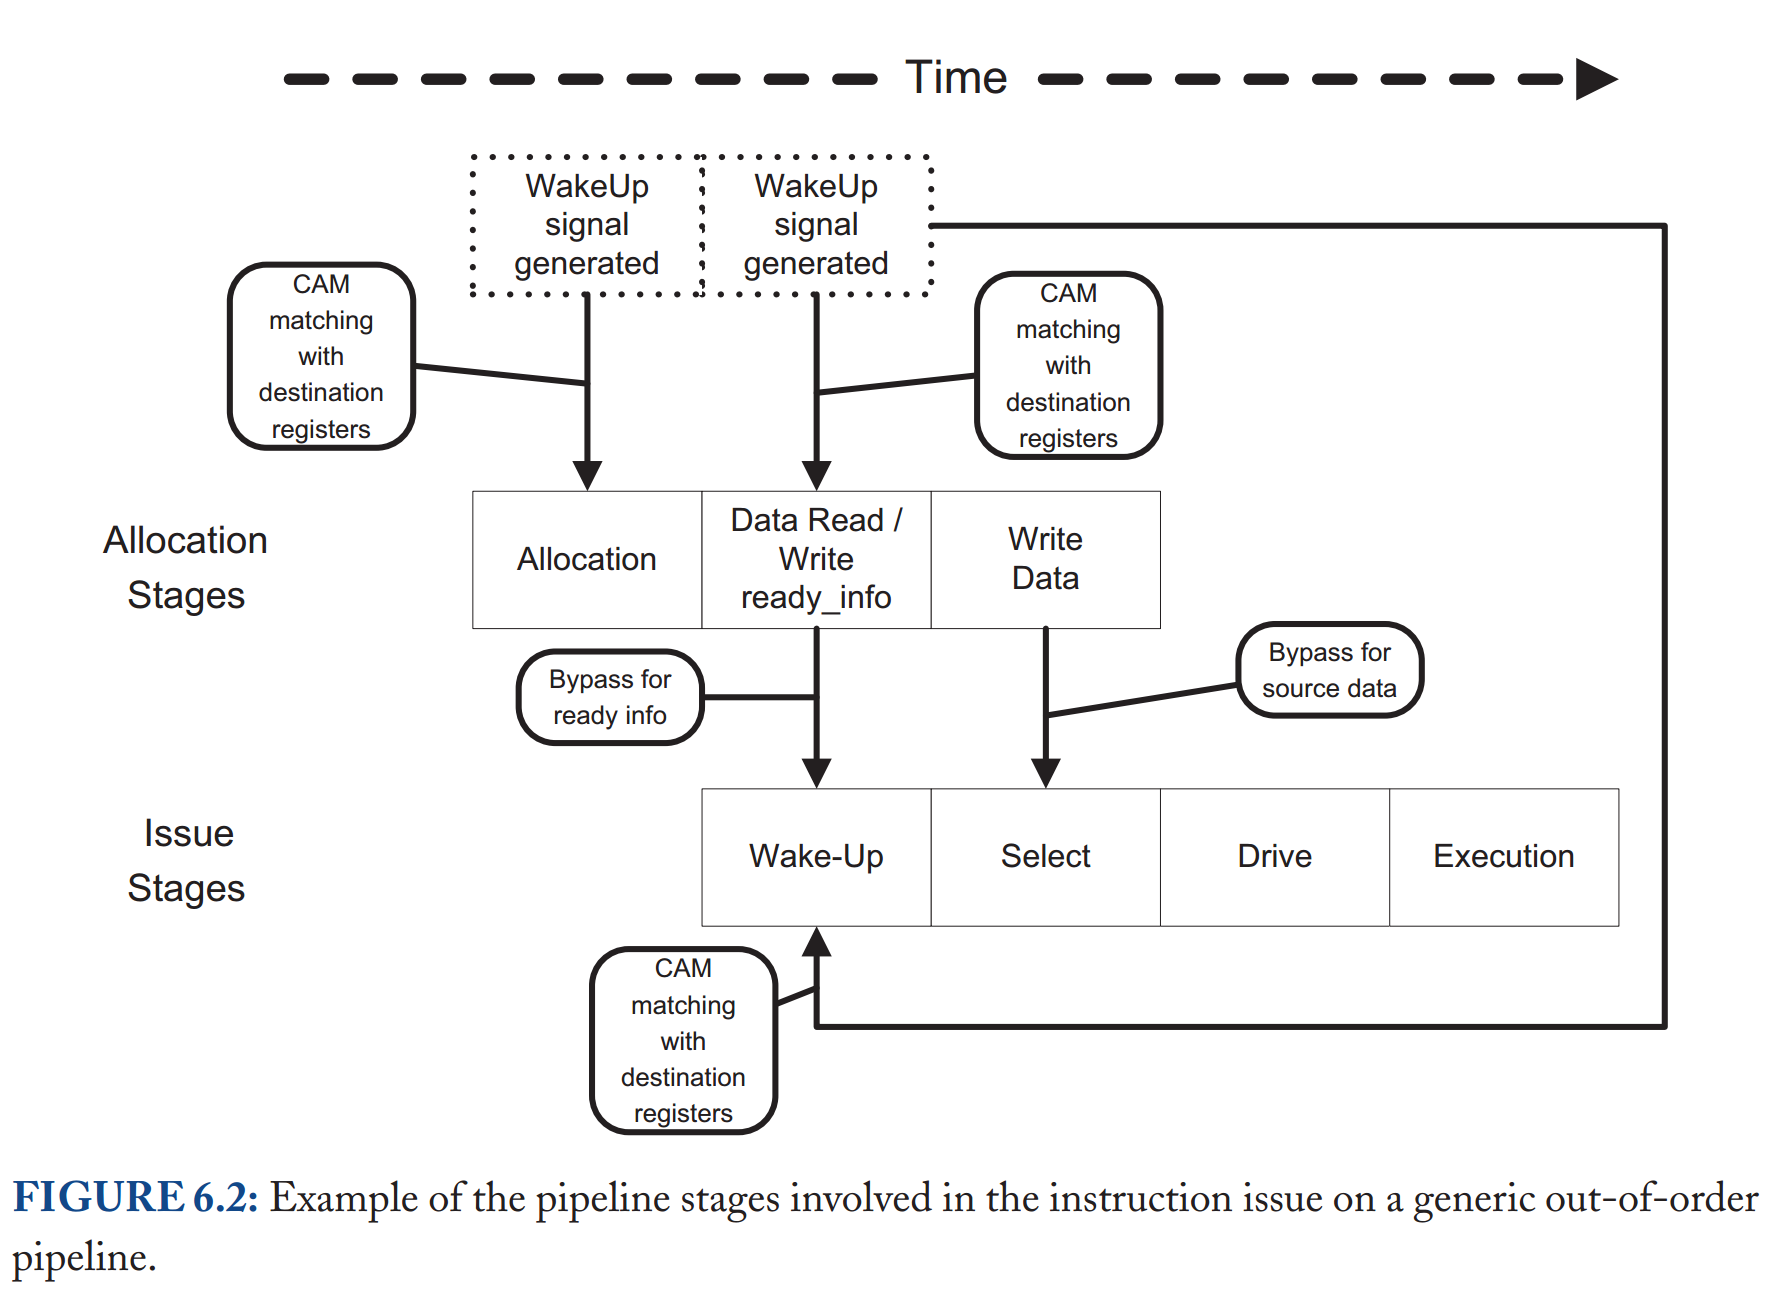 Time
WakeUp
signal
generated
WakeUp
signal
generated
CAM
matching
with
destination
registers
CAM
matching
with
destination
registers
Allocation
Stages
Allocation
Data Read /
Write
ready_info
Write
Data
Bypass for
ready info
Bypass for
source data
Issue
Stages
Wake-Up
Select
Drive
Execution
CAM
matching
with
destination
registers
FIGURE 6.2: Example of the pipeline stages involved in the instruction issue on a generic out-of-order
pipeline.